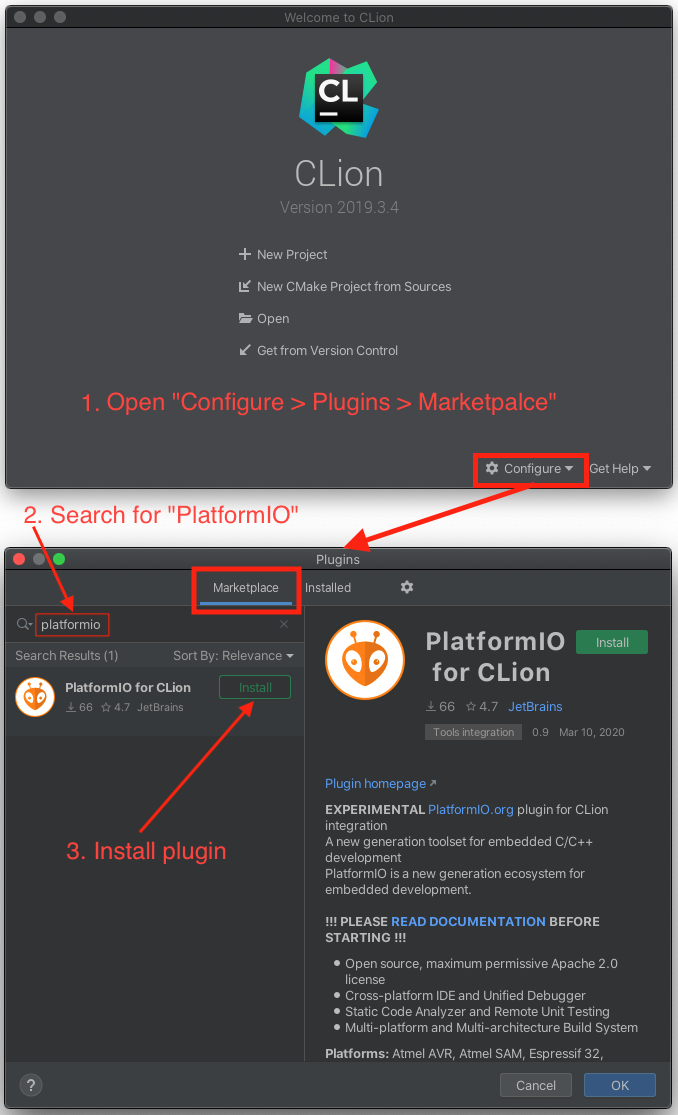 Welcome to CLion
CL
CLion
Version 2019.3.4
New Project
New CMake Project from Sources
Open
Get from Version Control
1. Open "Configure > Plugins > Marketpalce"
Configure
Get Help
2. Search for "PlatformIO"
Plugins
Marketplace
Installed
platformio
Search Results (1)
Sort By: Relevance
PlatformIO for CLion
Install
66 4.7 JetBrains
3. Install plugin
PlatformIO
for CLion
Install
66 4.7 JetBrains
Tools integration 0.9 Mar 10, 2020
Plugin homepage
EXPERIMENTAL PlatformIO.org plugin for CLion
integration
A new generation toolset for embedded C/C++
development
PlatformIO is a new generation ecosystem for
embedded development.
!!! PLEASE READ DOCUMENTATION BEFORE
STARTING !!!
• Open source, maximum permissive Apache 2.0
license
• Cross-platform IDE and Unified Debugger
• Static Code Analyzer and Remote Unit Testing
• Multi-platform and Multi-architecture Build System
Platforms: Atmel AVR, Atmel SAM, Espressif 32,
?
Cancel
OK